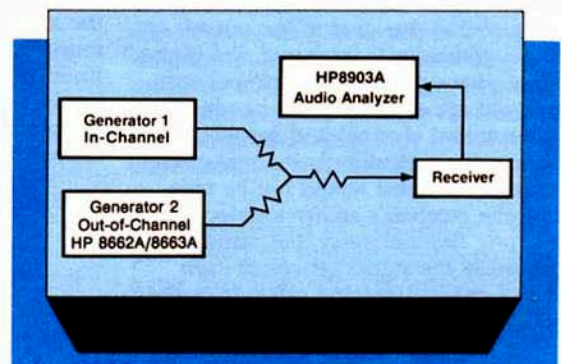 HP8903A
Audio Analyzer
Generator 1
In-Channel
Generator 2
Out-of-Channel
HP 8662A/8663A
Receiver